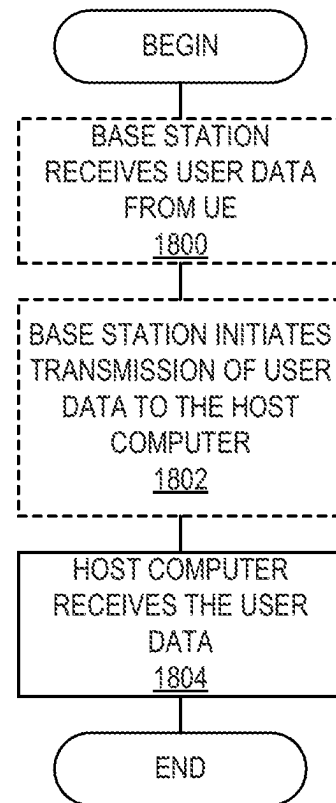 BEGIN
BASE STATION
RECEIVES USER DATA
FROM UE
1800
BASE STATION INITIATES
TRANSMISSION OF USER
DATA TO THE HOST
COMPUTER
1802
HOST COMPUTER
RECEIVES THE USER
DATA
1804
END